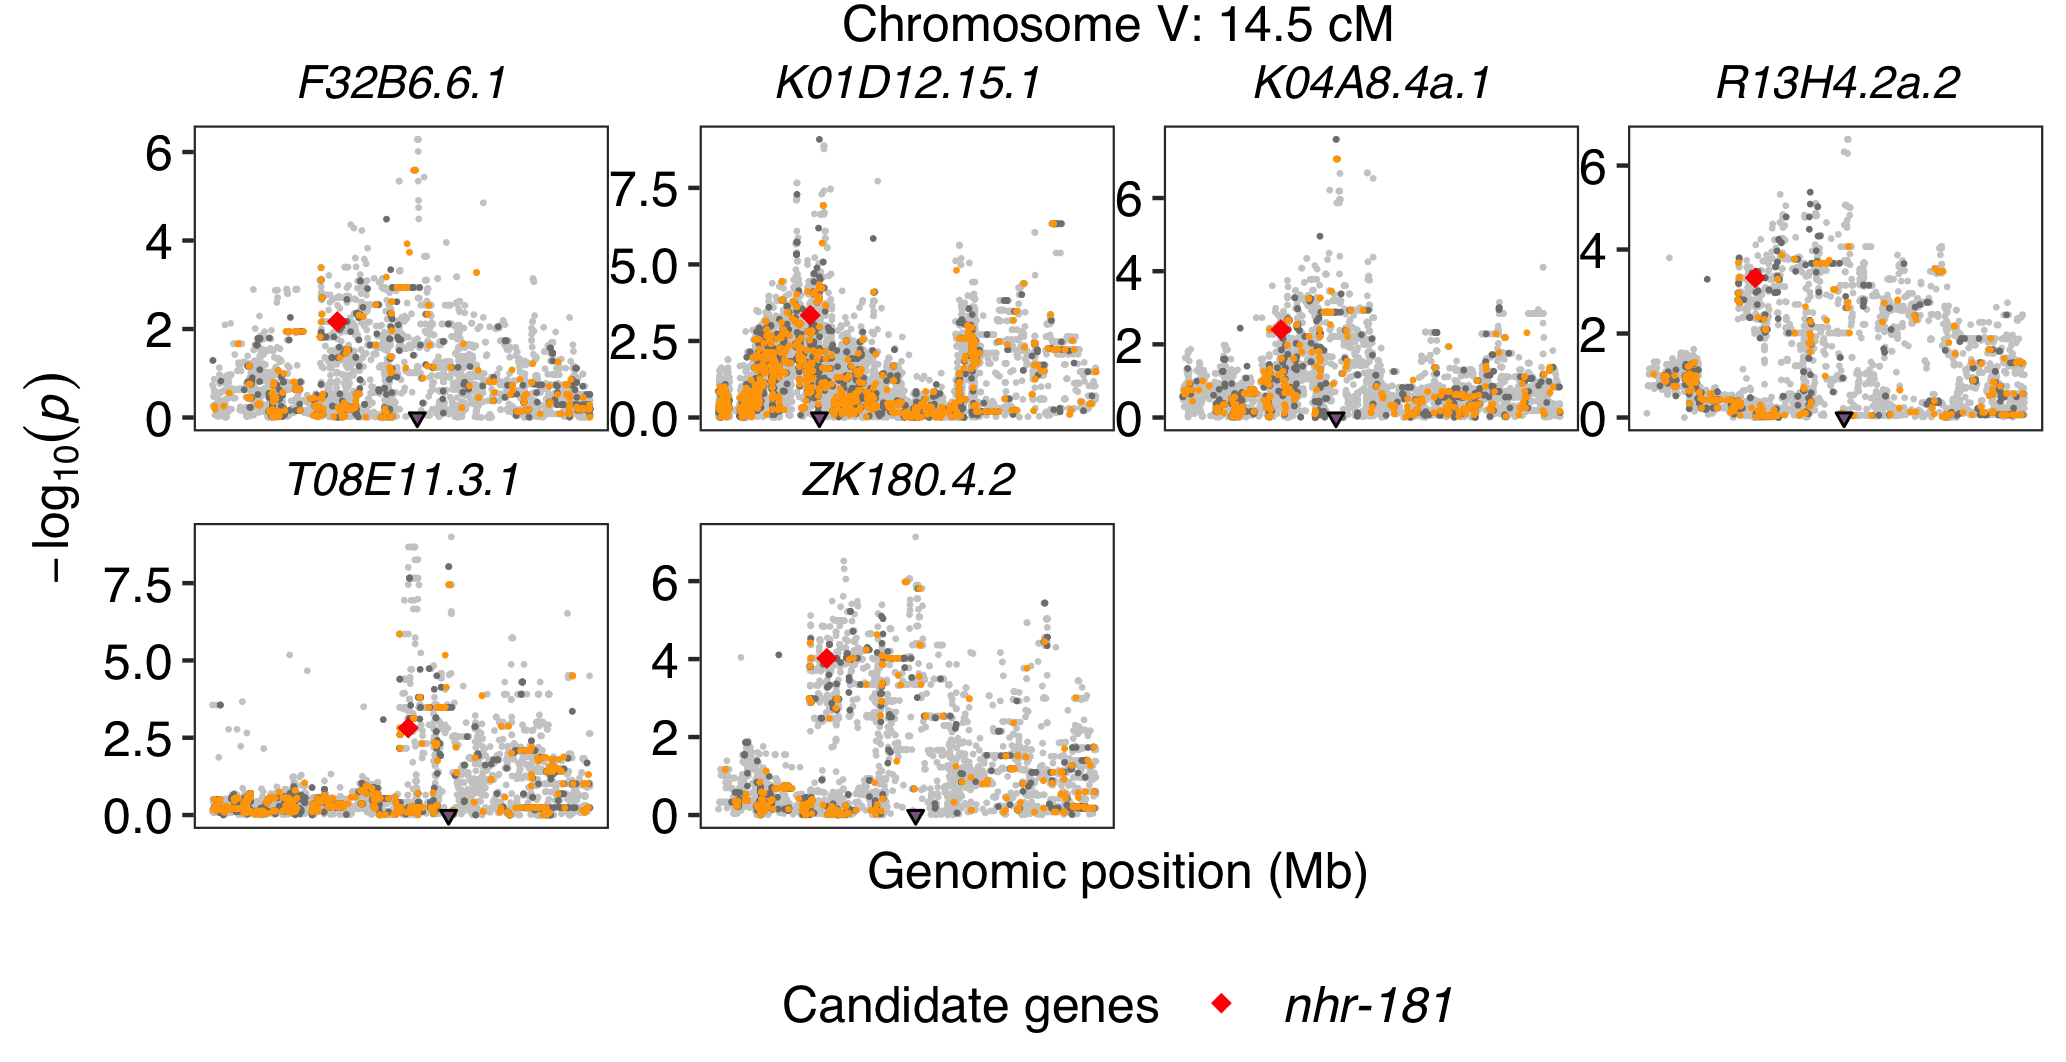 Chromosome V: 14.5 cM
F32B6.6.1
K01D12.15.1
K04A8.4a.1
R13H4.2a.2
6
4
2
0
7.5
5.0
2.5
0.0
6
4
2
0
6
4
2
0
T08E11.3.1
ZK180.4.2
7.5
5.0
2.5
0.0
6
4
2
0
−log10(p)
Genomic position (Mb)
Candidate genes nhr-181